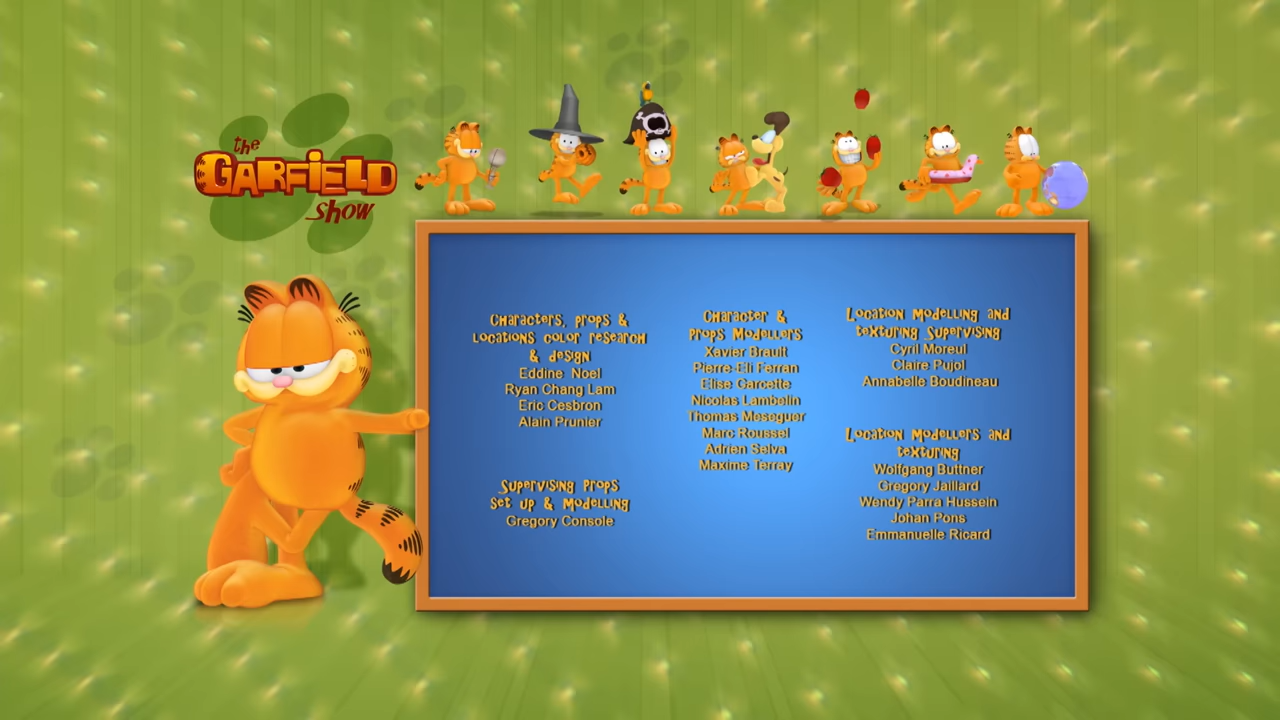 the
GARFiELD
show
Characters, props &
Locations color research
& design
Eddine Noel
Ryan Chang Lam
Eric Cesbron
Alain Prunier
Supervising Props
Set up & Modelling
Gregory Console
Character &
Props Modellers
Xavier Brault
Pierre-Eli Ferran
Elise Garcette
Nicolas Lambelin
Thomas Meseguer
Marc Roussel
Adrien Selva
Maxime Terray
Location Modelling and
texturing Supervising
Cyril Moreul
Claire Pujol
Annabelle Boudineau
Location Modellers and
texturing
Wolfgang Buttner
Gregory Jaillard
Wendy Parra Hussein
Johan Pons
Emmanuelle Ricard